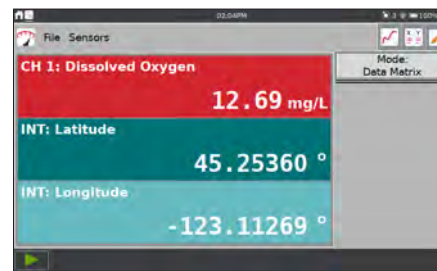 02:04PM
100%
File Sensors
X Y
CH 1: Dissolved Oxygen
12.69 mg/L
INT: Latitude
45.25360 °
INT: Longitude
-123.11269 °
Mode:
Data Matrix